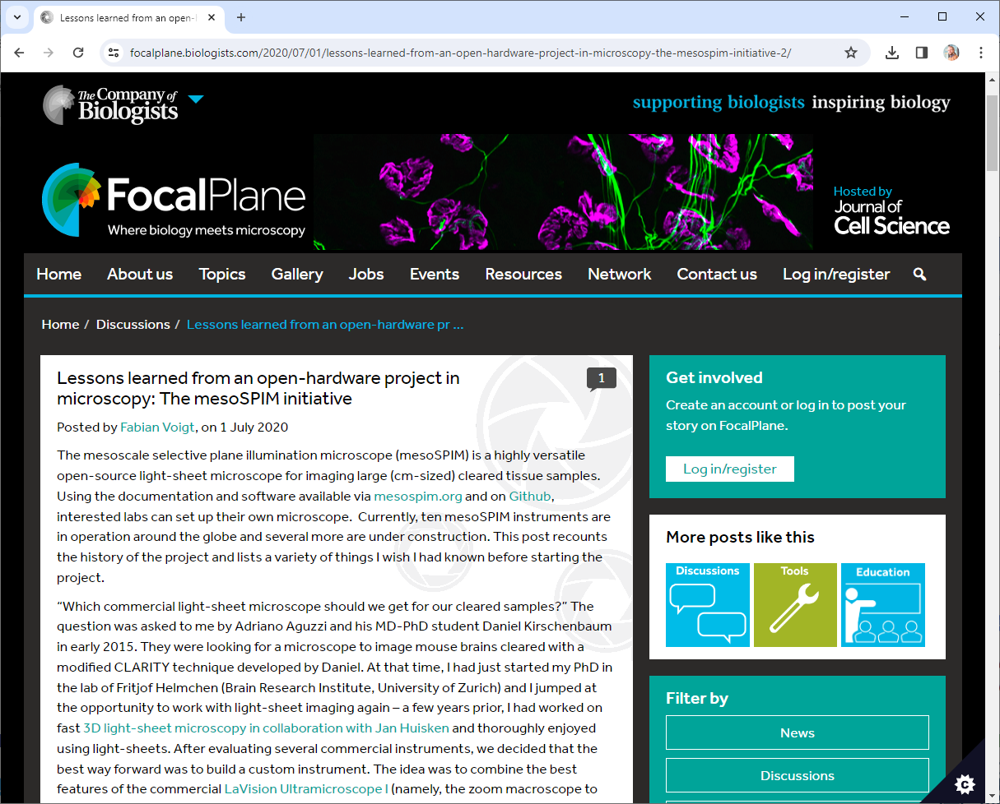 Lessons learned from an open-
focalplane.biologists.com/2020/07/01/lessons-learned-from-an-open-hardware-project-in-microscopy-the-mesospim-initiative-2/
The Company of
Biologists
supporting biologists inspiring biology
FocalPlane
Where biology meets microscopy
Hosted by
Journal of
Cell Science
Home About us Topics Gallery Jobs Events Resources Network Contact us Log in/register
Home / Discussions / Lessons learned from an open-hardware pr ...
Lessons learned from an open-hardware project in
microscopy: The mesoSPIM initiative
1
Posted by Fabian Voigt, on 1 July 2020
The mesoscale selective plane illumination microscope (mesoSPIM) is a highly versatile
open-source light-sheet microscope for imaging large (cm-sized) cleared tissue samples.
Using the documentation and software available via mesospim.org and on Github,
interested labs can set up their own microscope.  Currently, ten mesoSPIM instruments are
in operation around the globe and several more are under construction. This post recounts
the history of the project and lists a variety of things I wish I had known before starting the
project.
“Which commercial light-sheet microscope should we get for our cleared samples?” The
question was asked to me by Adriano Aguzzi and his MD-PhD student Daniel Kirschenbaum
in early 2015. They were looking for a microscope to image mouse brains cleared with a
modified CLARITY technique developed by Daniel. At that time, I had just started my PhD in
the lab of Fritjof Helmchen (Brain Research Institute, University of Zurich) and I jumped at
the opportunity to work with light-sheet imaging again – a few years prior, I had worked on
fast 3D light-sheet microscopy in collaboration with Jan Huisken and thoroughly enjoyed
using light-sheets. After evaluating several commercial instruments, we decided that the
best way forward was to build a custom instrument. The idea was to combine the best
features of the commercial LaVision Ultramicroscope I (namely, the zoom macroscope to
Get involved
Create an account or log in to post your
story on FocalPlane.
Log in/register
More posts like this
Discussions
Tools
Education
Filter by
News
Discussions